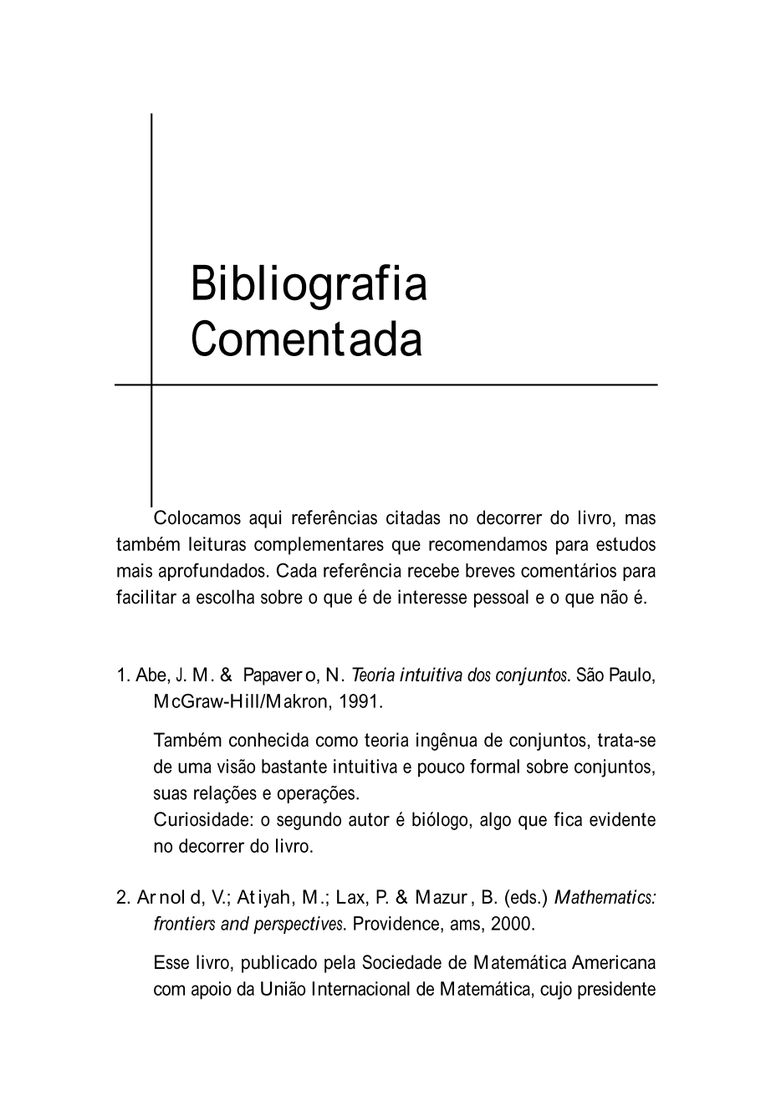 Bibliografia
Comentada
Colocamos aqui referências citadas no decorrer do livro, mas
também leituras complementares que recomendamos para estudos
mais aprofundados. Cada referência recebe breves comentários para
facilitar a escolha sobre o que é de interesse pessoal e o que não é.
1. Abe, J. M. & Papavero, N. Teoria intuitiva dos conjuntos. São Paulo,
McGraw-Hill/Makron, 1991.
Também conhecida como teoria ingênua de conjuntos, trata-se
de uma visão bastante intuitiva e pouco formal sobre conjuntos,
suas relações e operações.
Curiosidade: o segundo autor é biólogo, algo que fica evidente
no decorrer do livro.
2. Arnold, V.; Atiyah, M.; Lax, P. & Mazur, B. (eds.) Mathematics:
frontiers and perspectives. Providence, ams, 2000.
Esse livro, publicado pela Sociedade de Matemática Americana
com apoio da União Internacional de Matemática, cujo presidente